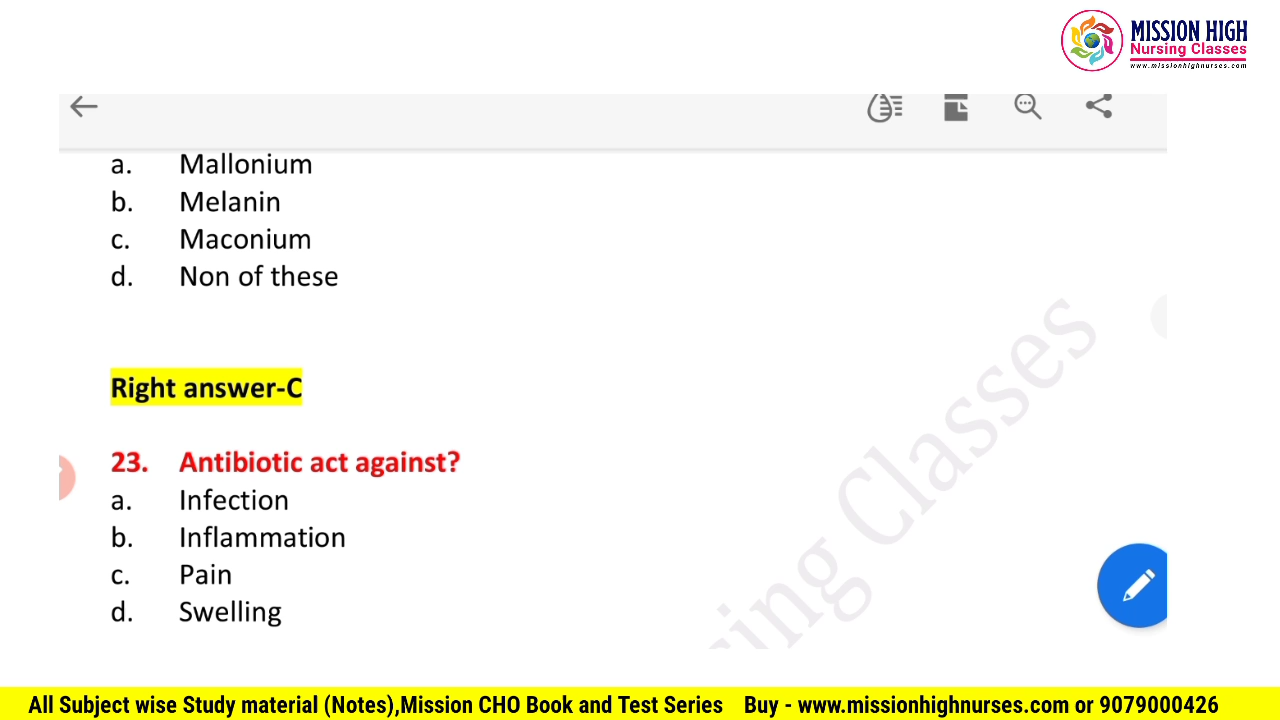 MISSION HIGH
Nursing Classes
www.missionhighnurses.com
a. Mallonium
b. Melanin
c. Maconium
d. Non of these
Right answer-C
23. Antibiotic act against?
a. Infection
b. Inflammation
c. Pain
d. Swelling
Classes
All Subject wise Study material (Notes),Mission CHO Book and Test Series Buy - www.missionhighnurses.com or 9079000426